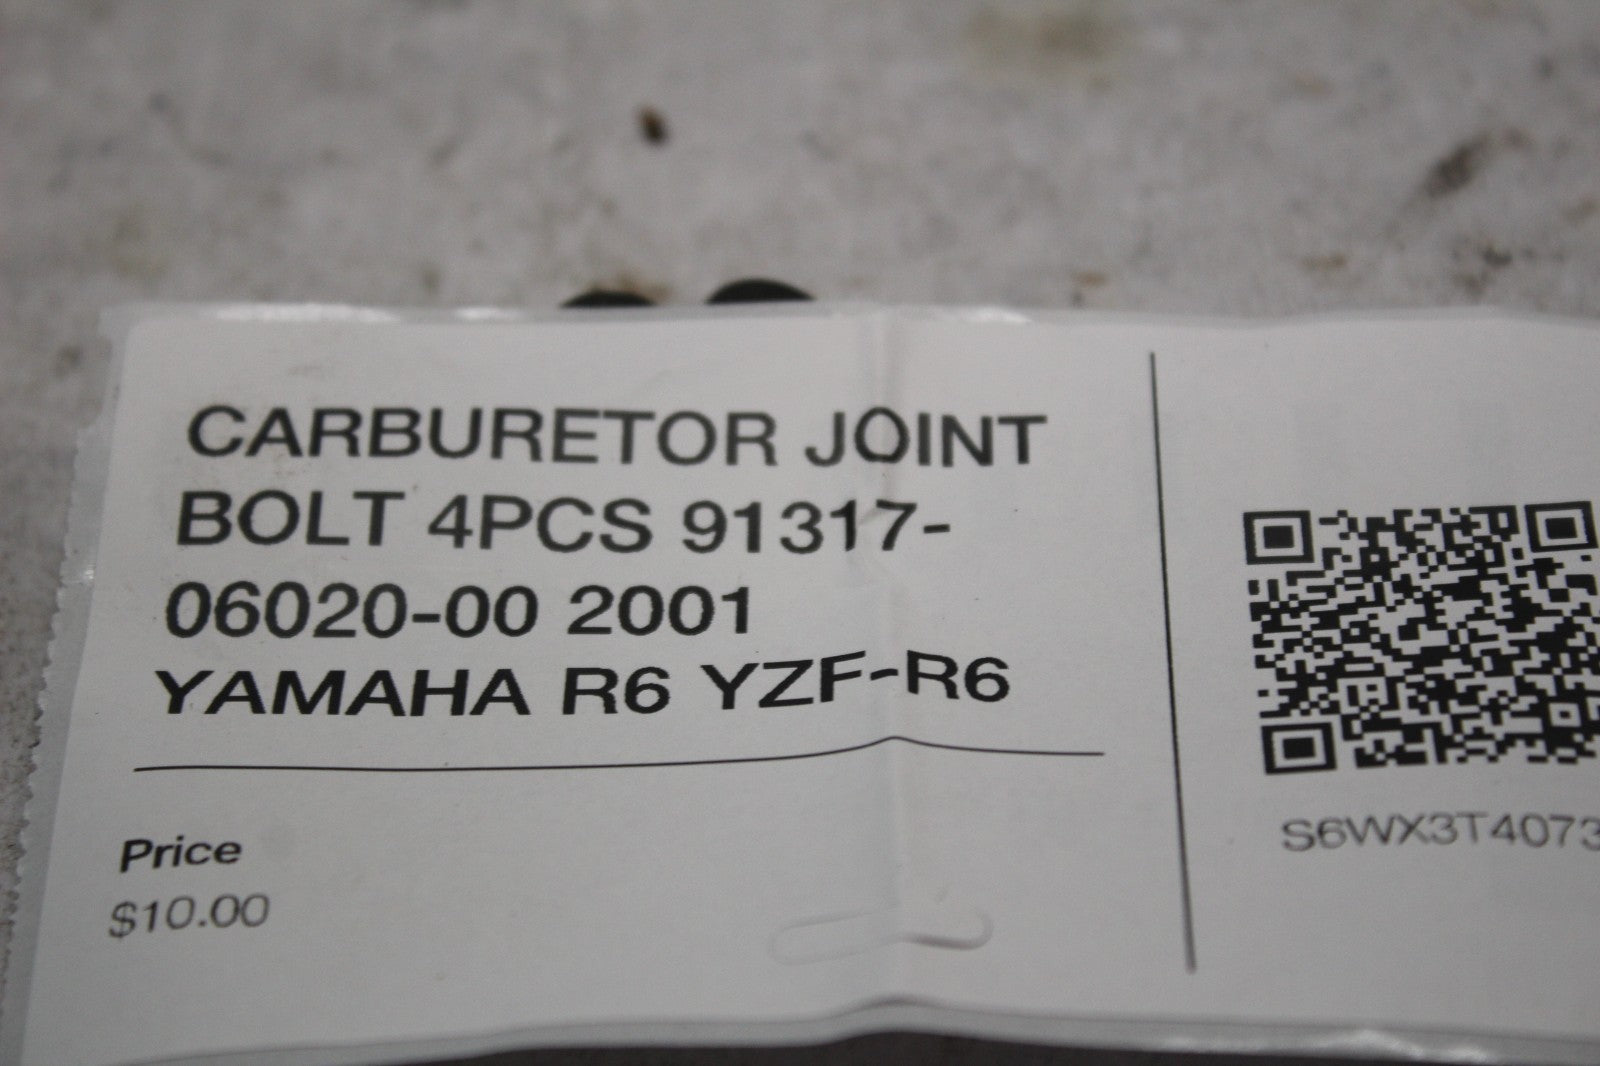 CARBURETOR JOINT
BOLT 4PCS 91317-
06020-00 2001
YAMAHA R6 YZF-R6
Price
$10.00
S6WX3T4073